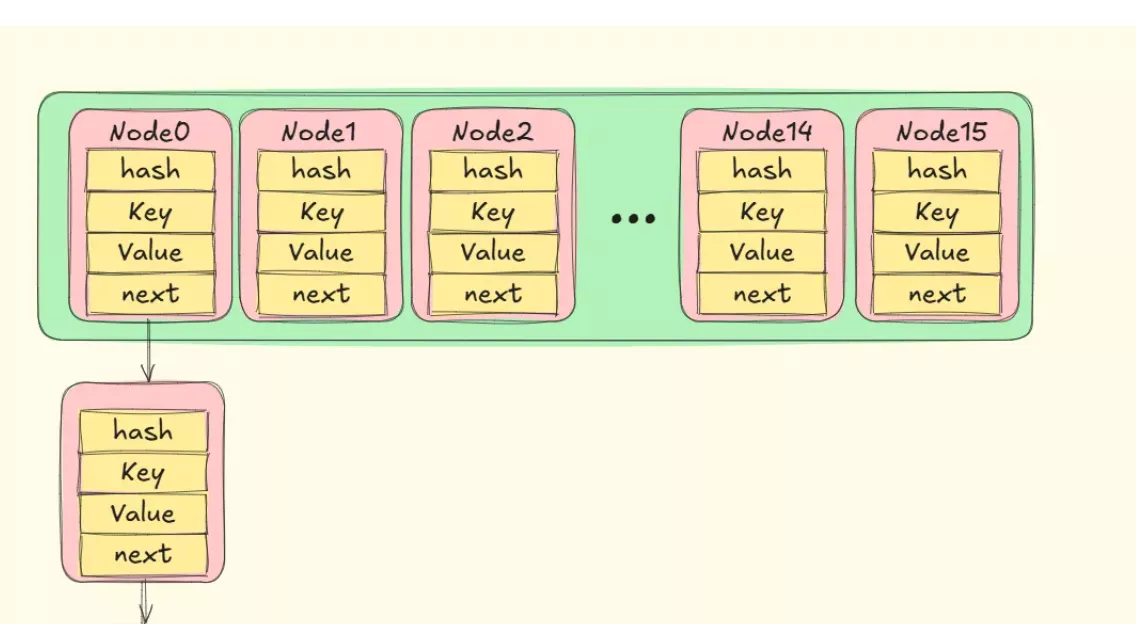 Node0 Node1 Node2 Node14 Node15
hash hash hash hash hash
Key Key Key Key Key
Value Value Value Value Value
next next next ... next next
hash
Key
Value
next